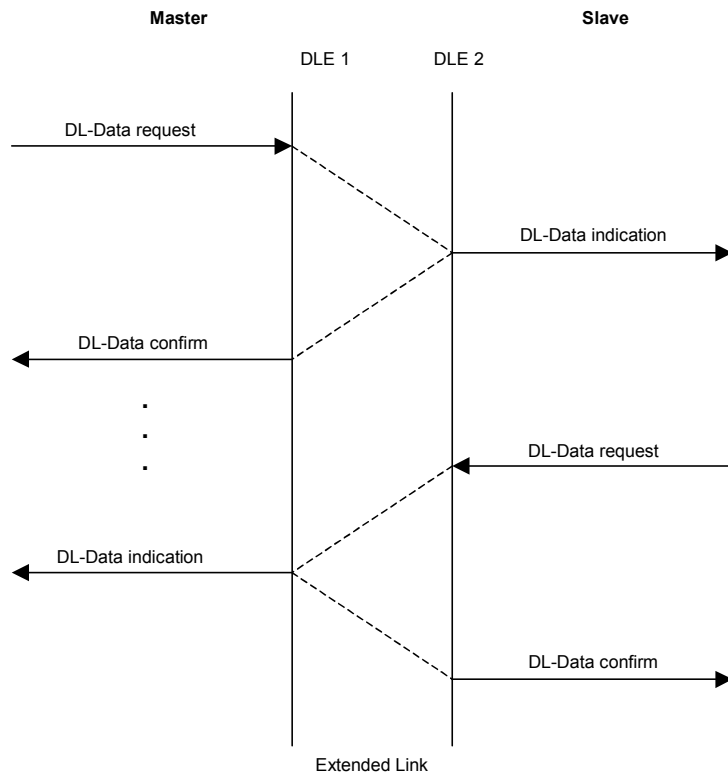 Master
Slave
DLE 1
DLE 2
DL-Data request
DL-Data indication
DL-Data confirm
DL-Data request
DL-Data indication
DL-Data confirm
Extended Link